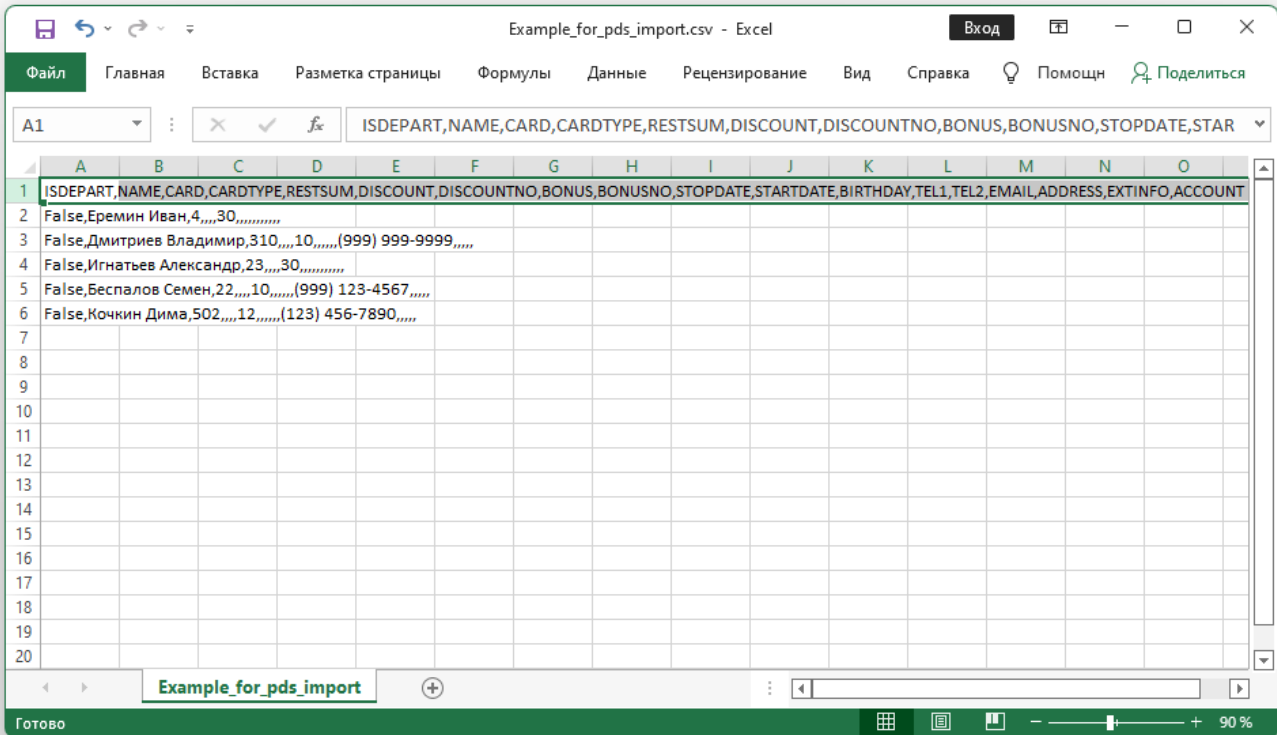 Example_for_pds_import.csv - Excel
Вход
Файл Главная Вставка Разметка страницы Формулы Данные Рецензирование Вид Справка Помощн Поделиться
A1 fx ISDEPART,NAME,CARD,CARDTYPE,RESTSUM,DISCOUNT,DISCOUNTNO,BONUS,BONUSNO,STOPDATE,STAR
A B C D E F G H I J K L M N O
1 ISDEPART,NAME,CARD,CARDTYPE,RESTSUM,DISCOUNT,DISCOUNTNO,BONUS,BONUSNO,STOPDATE,STARTDATE,BIRTHDAY,TEL1,TEL2,EMAIL,ADDRESS,EXTINFO,ACCOUNT
2 False,Еремин Иван,4,,,,30,,,,,,,,,,,
3 False,Дмитриев Владимир,310,,,,10,,,,,,(999) 999-9999,,,,,
4 False,Игнатьев Александр,23,,,,30,,,,,,,,,,,
5 False,Беспалов Семен,22,,,,10,,,,,,(999) 123-4567,,,,,
6 False,Кочкин Дима,502,,,,12,,,,,,(123) 456-7890,,,,,
7
8
9
10
11
12
13
14
15
16
17
18
19
20
Example_for_pds_import
Готово 90 %